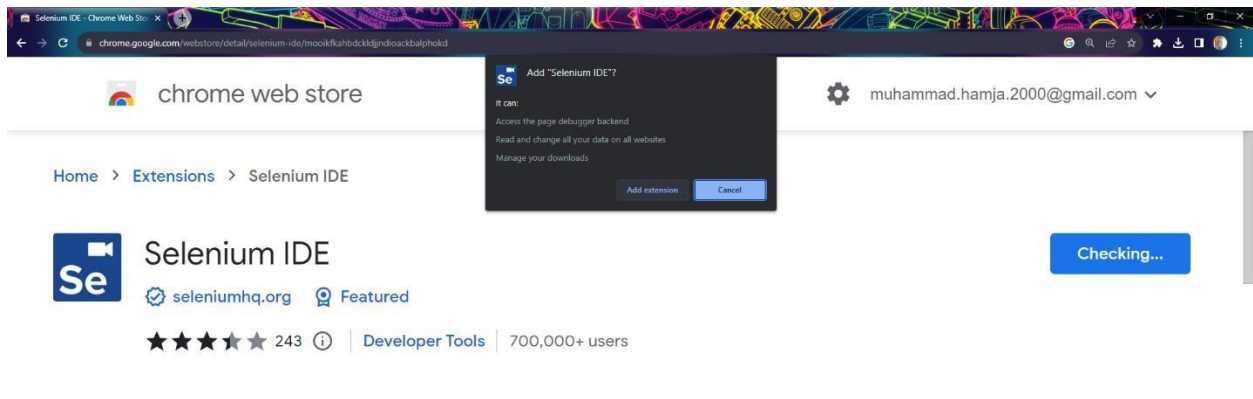 Selenium IDE - Chrome Web Sto
chrome.google.com/webstore/detail/selenium-ide/mooikfkahbdckldjjndioackbalphokd
chrome web store
muhammad.hamja.2000@gmail.com
Se
Add "Selenium IDE"?
It can:
Access the page debugger backend
Read and change all your data on all websites
Manage your downloads
Add extension Cancel
Home > Extensions > Selenium IDE
Se
Selenium IDE
Checking...
seleniumhq.org Featured
243 Developer Tools 700,000+ users